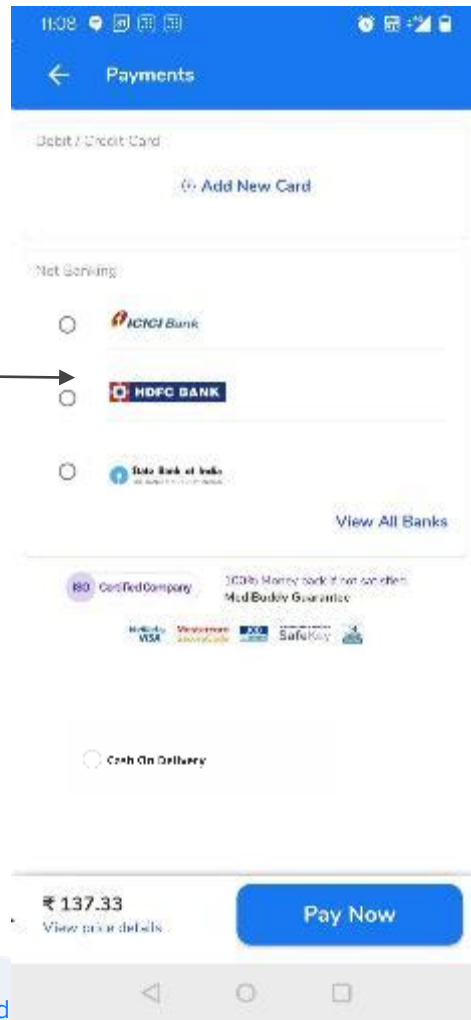 11:08
Payments
Debit / Credit Card
Add New Card
Net Banking
ICICI Bank
HDFC BANK
State Bank of India
View All Banks
ISO Certified Company
100% Money back if not satisfied
MedBuddy Guarantee
VISA
SafeKey
Cash On Delivery
₹ 137.33
View price details
Pay Now
d